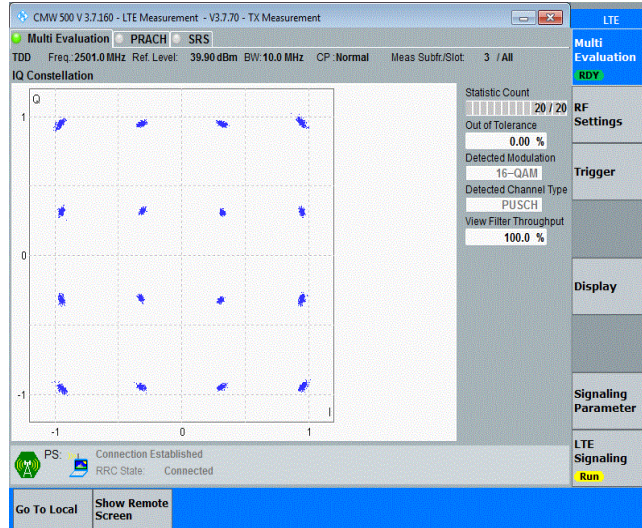 CMW 500 V 3.7.160 - LTE Measurement - V3.7.70 - TX Measurement
LTE
Multi Evaluation PRACH SRS
TDD Freq.: 2501.0 MHz Ref. Level: 39.90 dBm BW: 10.0 MHz CP : Normal Meas Subfr./Slot: 3 / All
IQ Constellation
Q
1
0
-1
-1
0
1
I
Statistic Count
20 / 20
Out of Tolerance
0.00 %
Detected Modulation
16-QAM
Detected Channel Type
PUSCH
View Filter Throughput
100.0 %
Multi
Evaluation
RDY
RF
Settings
Trigger
Display
Signaling
Parameter
LTE
Signaling
Run
PS:
Connection Established
RRC State: Connected
Go To Local
Show Remote
Screen